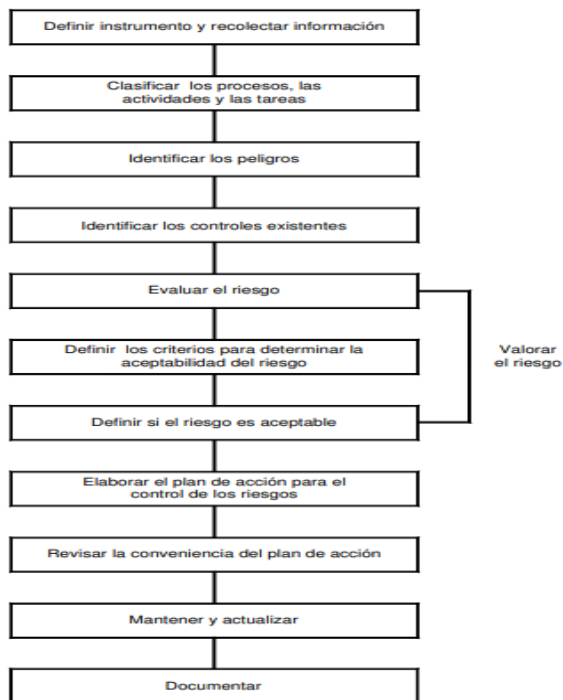 Definir instrumento y recolectar información
Clasificar los procesos, las
actividades y las tareas
Identificar los peligros
Identificar los controles existentes
Evaluar el riesgo
Definir los criterios para determinar la
aceptabilidad del riesgo
Valorar
el riesgo
Definir si el riesgo es aceptable
Elaborar el plan de acción para el
control de los riesgos
Revisar la conveniencia del plan de acción
Mantener y actualizar
Documentar